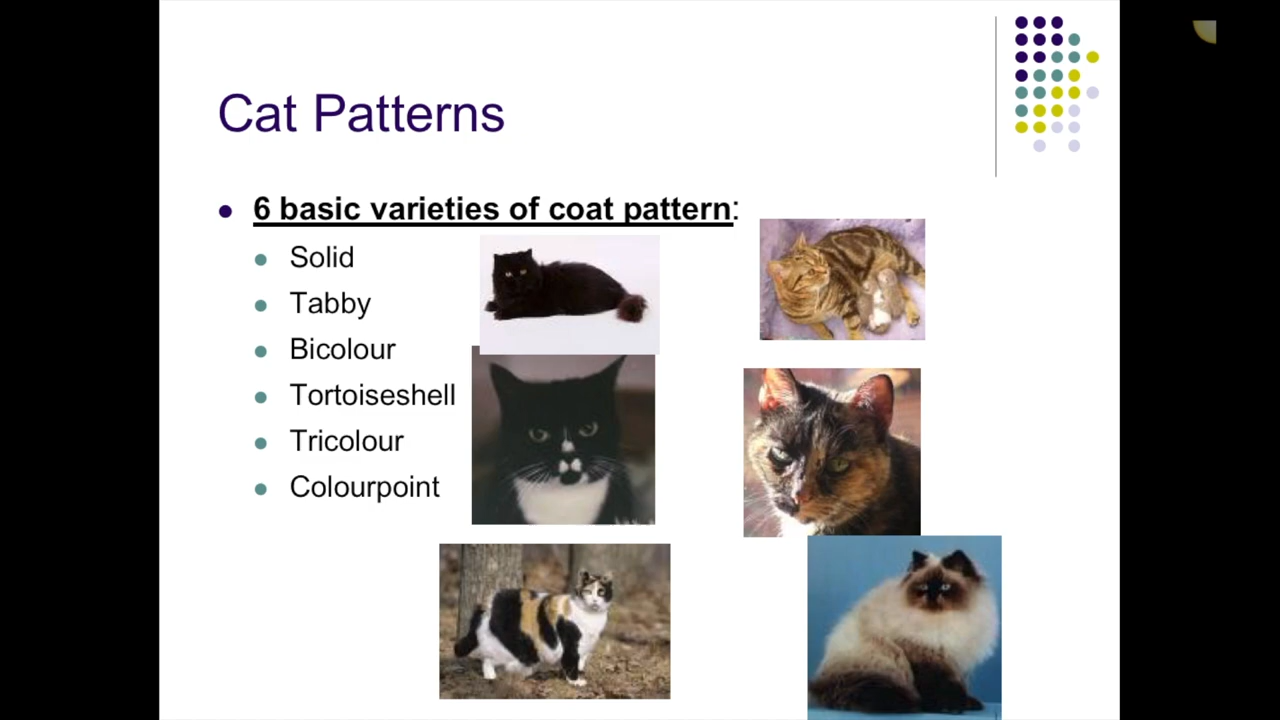 Cat Patterns
6 basic varieties of coat pattern:
Solid
Tabby
Bicolour
Tortoiseshell
Tricolour
Colourpoint